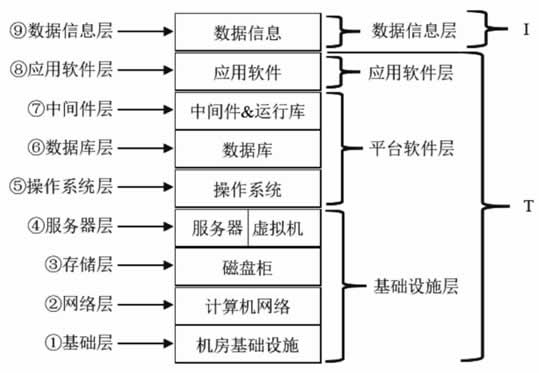 ⑨数据信息层 数据信息 数据信息层 I
⑧应用软件层 应用软件 应用软件层
⑦中间件层 中间件&运行库
⑥数据库层 数据库 平台软件层
⑤操作系统层 操作系统
T
④服务器层 服务器 虚拟机
③存储层 磁盘柜
基础设施层
②网络层 计算机网络
①基础层 机房基础设施